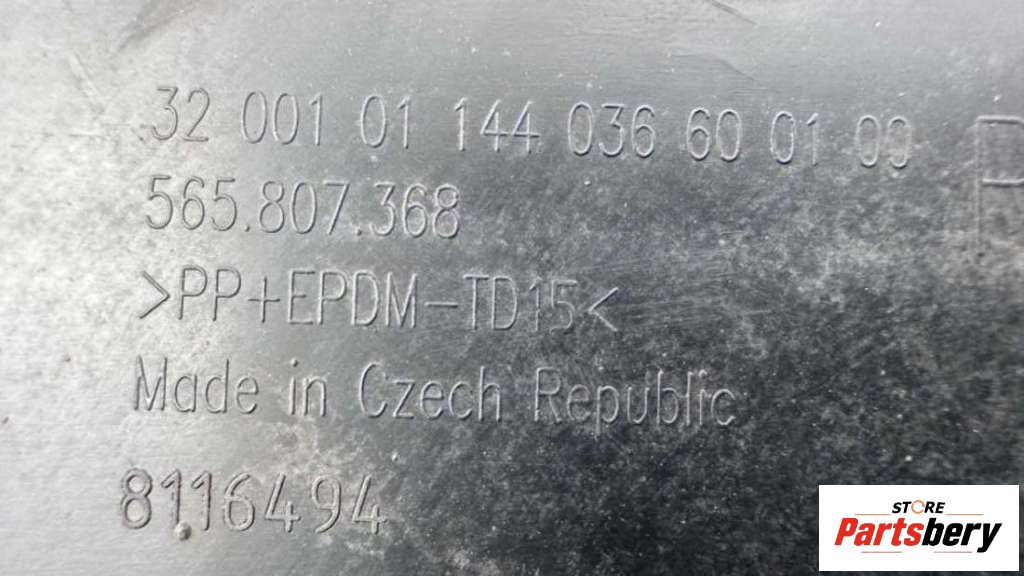 32 001 01 144 036 60 01 00
565.807.368
>PP+EPDM-TD15<
Made in Czech Republic
8116494
STORE
Partsbery